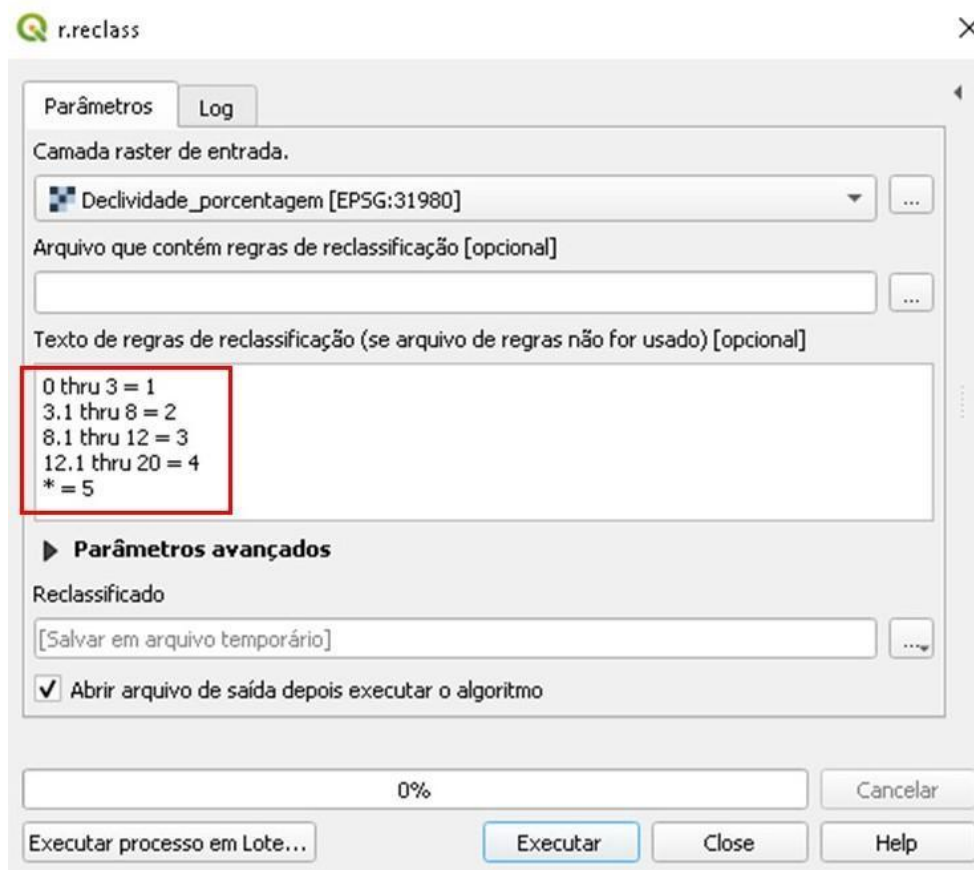 r.reclass
Parâmetros
Log
Camada raster de entrada.
Declividade_porcentagem [EPSG:31980]
...
Arquivo que contém regras de reclassificação [opcional]
...
Texto de regras de reclassificação (se arquivo de regras não for usado) [opcional]
0 thru 3 = 1
3.1 thru 8 = 2
8.1 thru 12 = 3
12.1 thru 20 = 4
* = 5
Parâmetros avançados
Reclassificado
[Salvar em arquivo temporário]
...
Abrir arquivo de saída depois executar o algoritmo
0%
Cancelar
Executar processo em Lote...
Executar
Close
Help